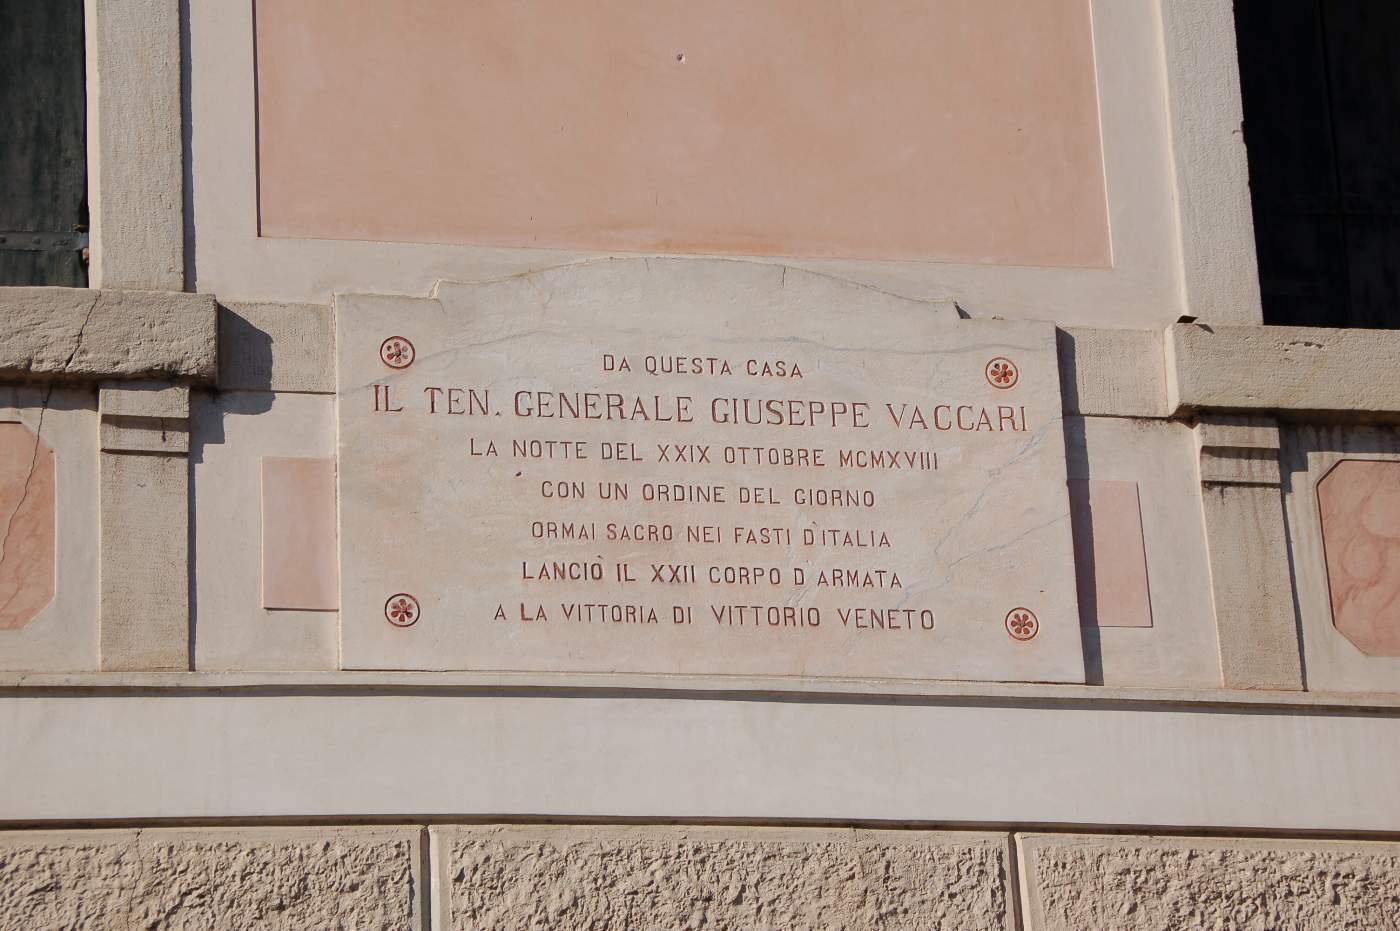 DA QUESTA CASA
IL TEN. GENERALE GIUSEPPE VACCARI
LA NOTTE DEL XXIX OTTOBRE MCMXVIII
CON UN ORDINE DEL GIORNO
ORMAI SACRO NEI FASTI D'ITALIA
LANCIÒ IL XXII CORPO D'ARMATA
A LA VITTORIA DI VITTORIO VENETO